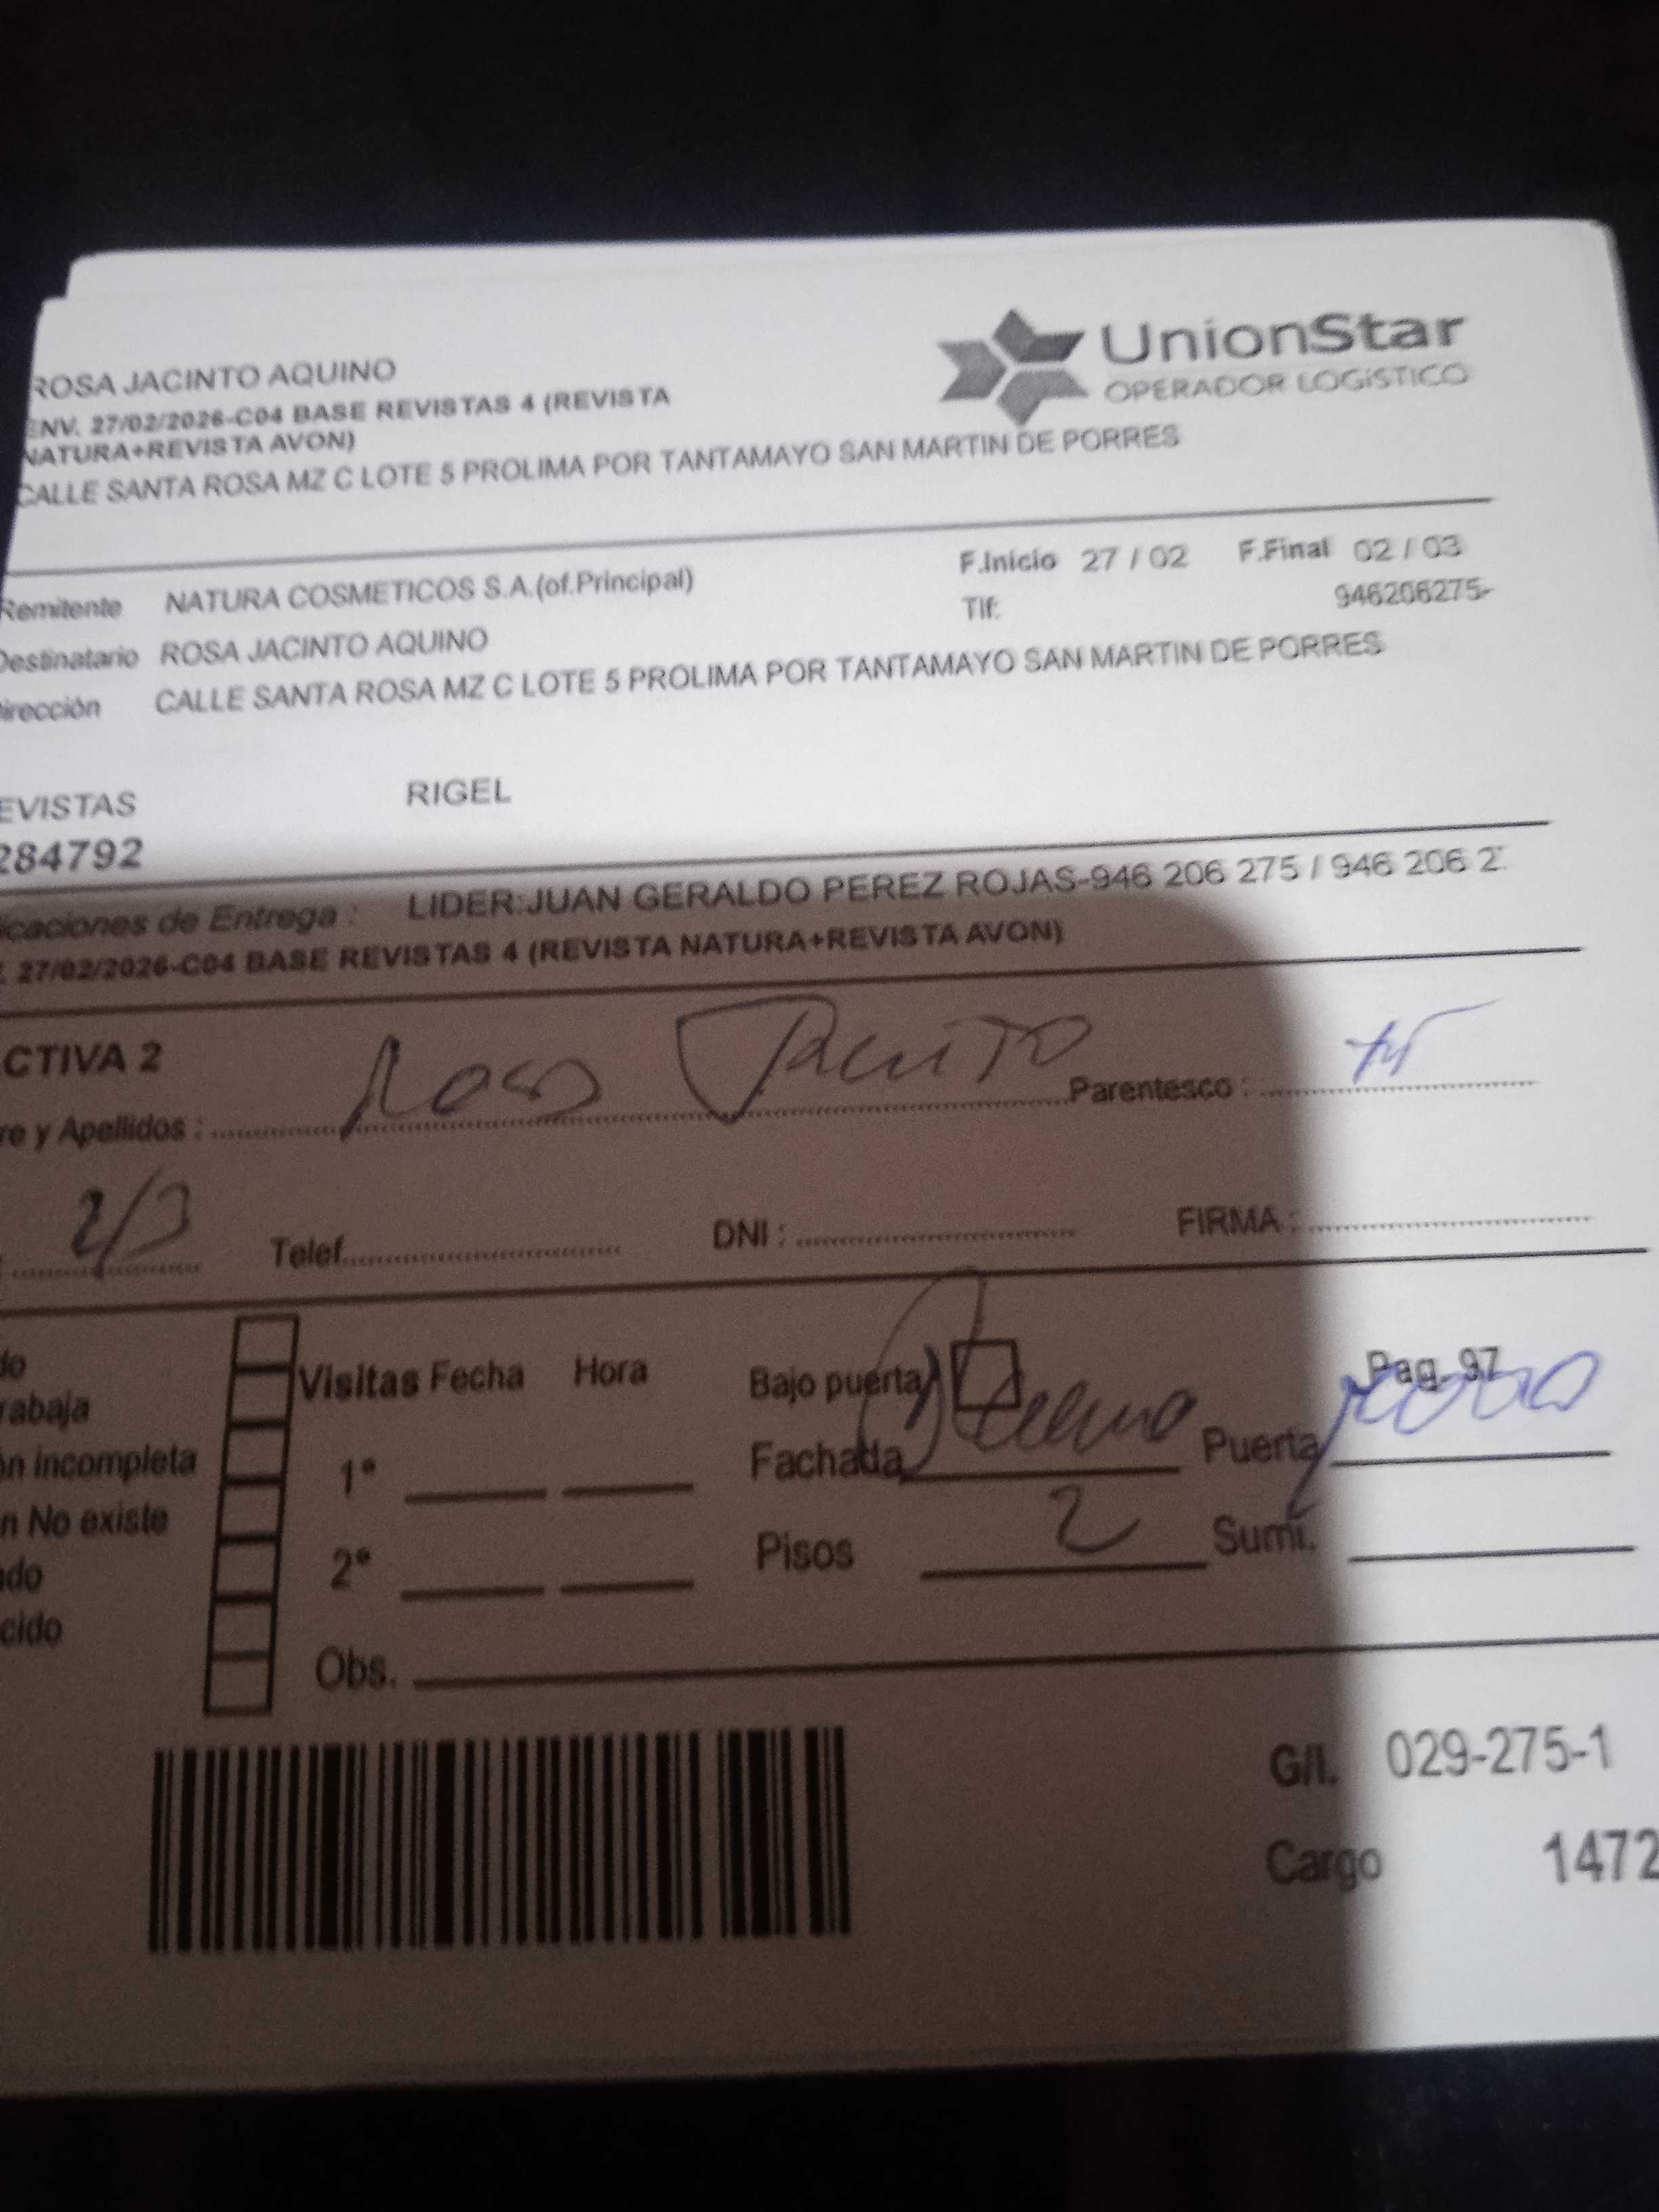 ROSA JACINTO AQUINO
UnionStar
OPERADOR LOGÍSTICO
ENV. 27/02/2026-C04 BASE REVISTAS 4 (REVISTA
NATURA+REVISTA AVON)
CALLE SANTA ROSA MZ C LOTE 5 PROLIMA POR TANTAMAYO SAN MARTIN DE PORRES
F.Inicio 27 / 02 F.Final 02 / 03
Remitente NATURA COSMETICOS S.A.(of.Principal)
Tlf: 946206275-
Destinatario ROSA JACINTO AQUINO
irección CALLE SANTA ROSA MZ C LOTE 5 PROLIMA POR TANTAMAYO SAN MARTIN DE PORRES
EVISTAS RIGEL
284792
icaciones de Entrega : LIDER:JUAN GERALDO PEREZ ROJAS-946 206 275 / 946 206 2
. 27/02/2026-C04 BASE REVISTAS 4 (REVISTA NATURA+REVISTA AVON)
CTIVA 2
re y Apellidos : Rosa Jacinto Parentesco :
2/3 Telef. DNI : FIRMA :
do
Visitas Fecha Hora Bajo puerta Pag. 97
rabaja
ón incompleta 1° Fachada Puerta
n No existe
2° Pisos 2 Sumi.
ado
cido
Obs.
G/I. 029-275-1
Cargo 1472